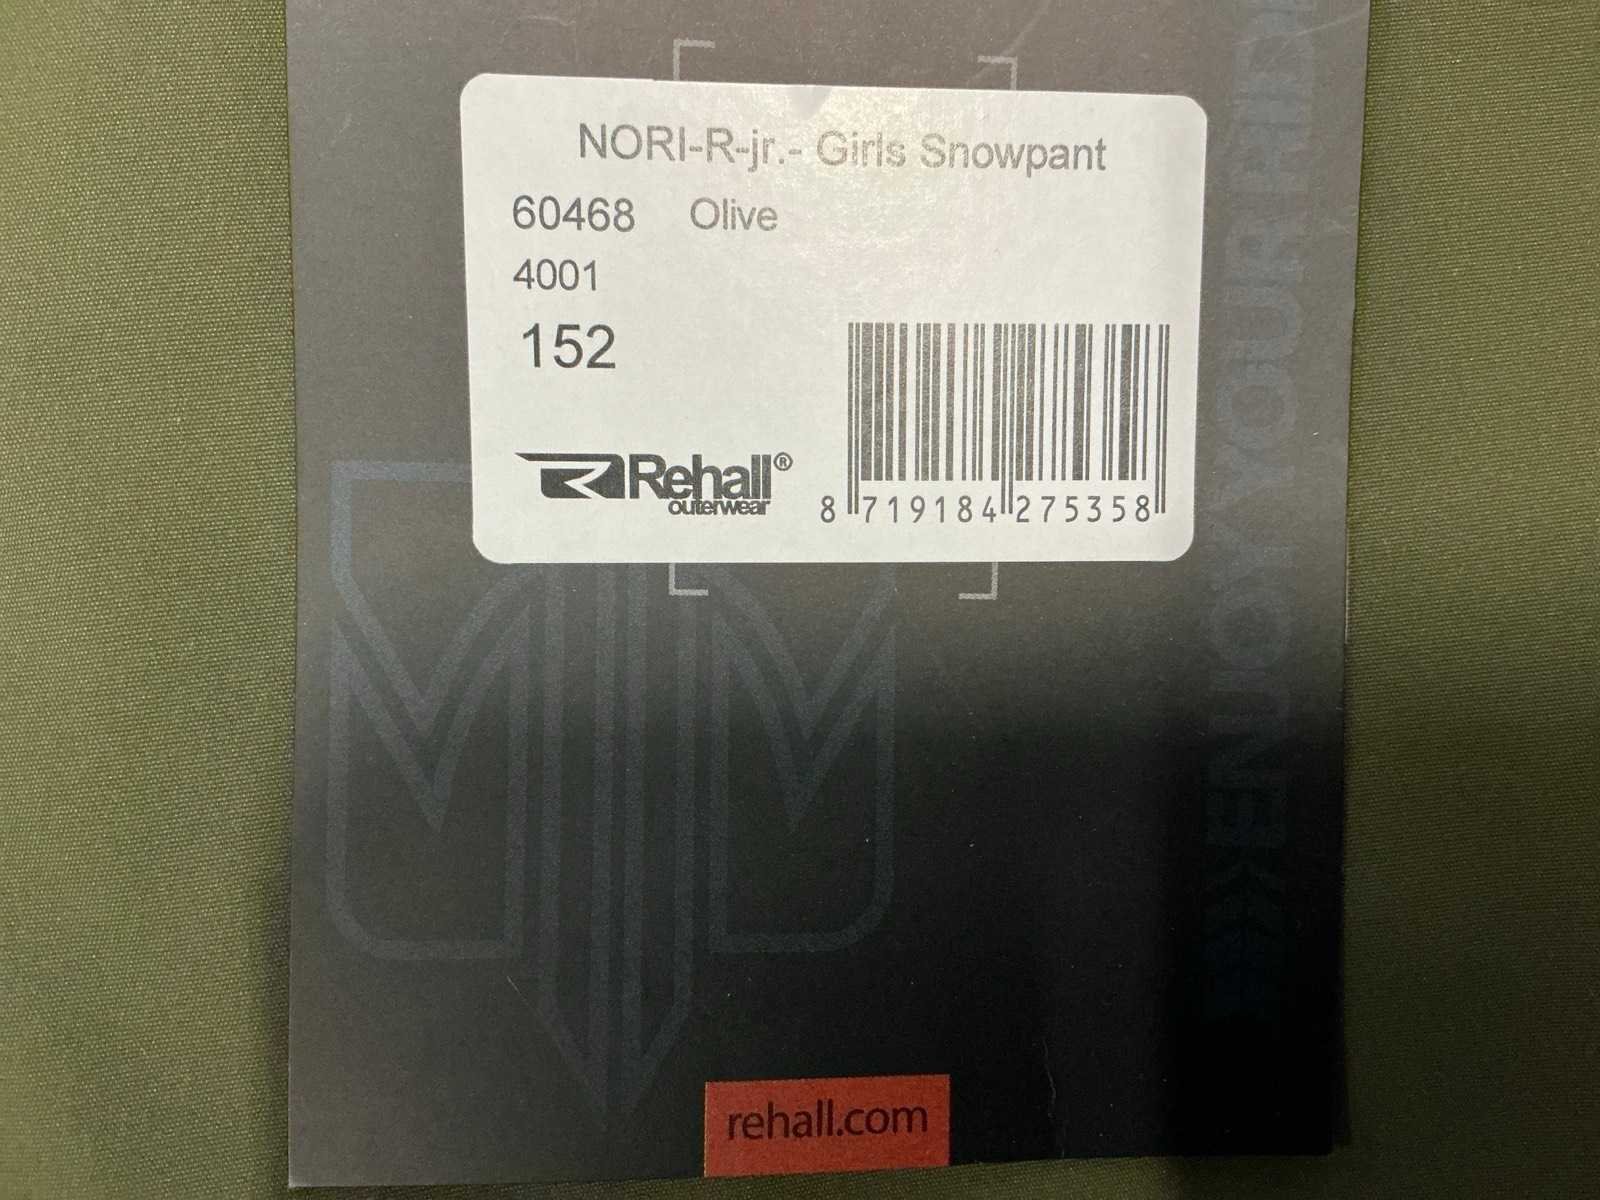 NORI-R-jr.- Girls Snowpant
60468 Olive
4001
152
Rehall®
outerwear
8 719184 275358
rehall.com